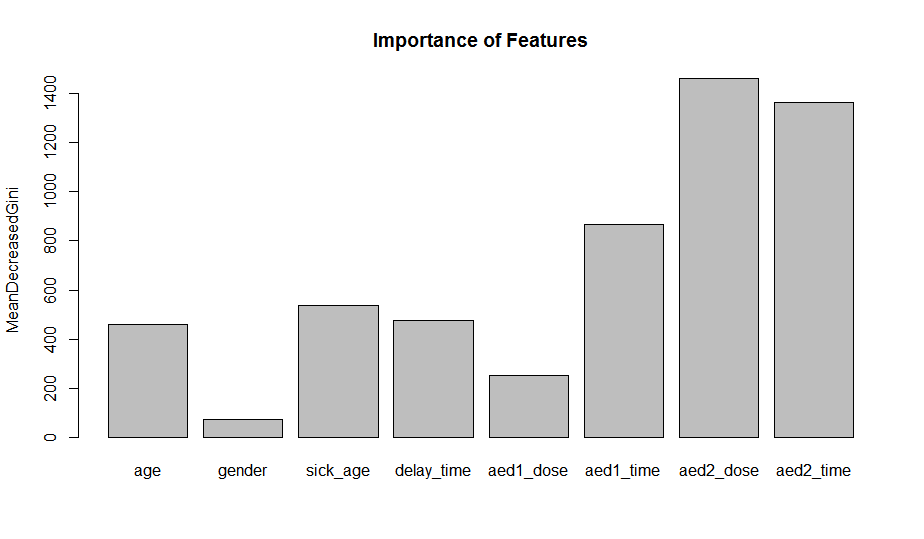 Importance of Features
MeanDecreasedGini
1400
1200
1000
800
600
400
200
0
age gender sick_age delay_time aed1_dose aed1_time aed2_dose aed2_time